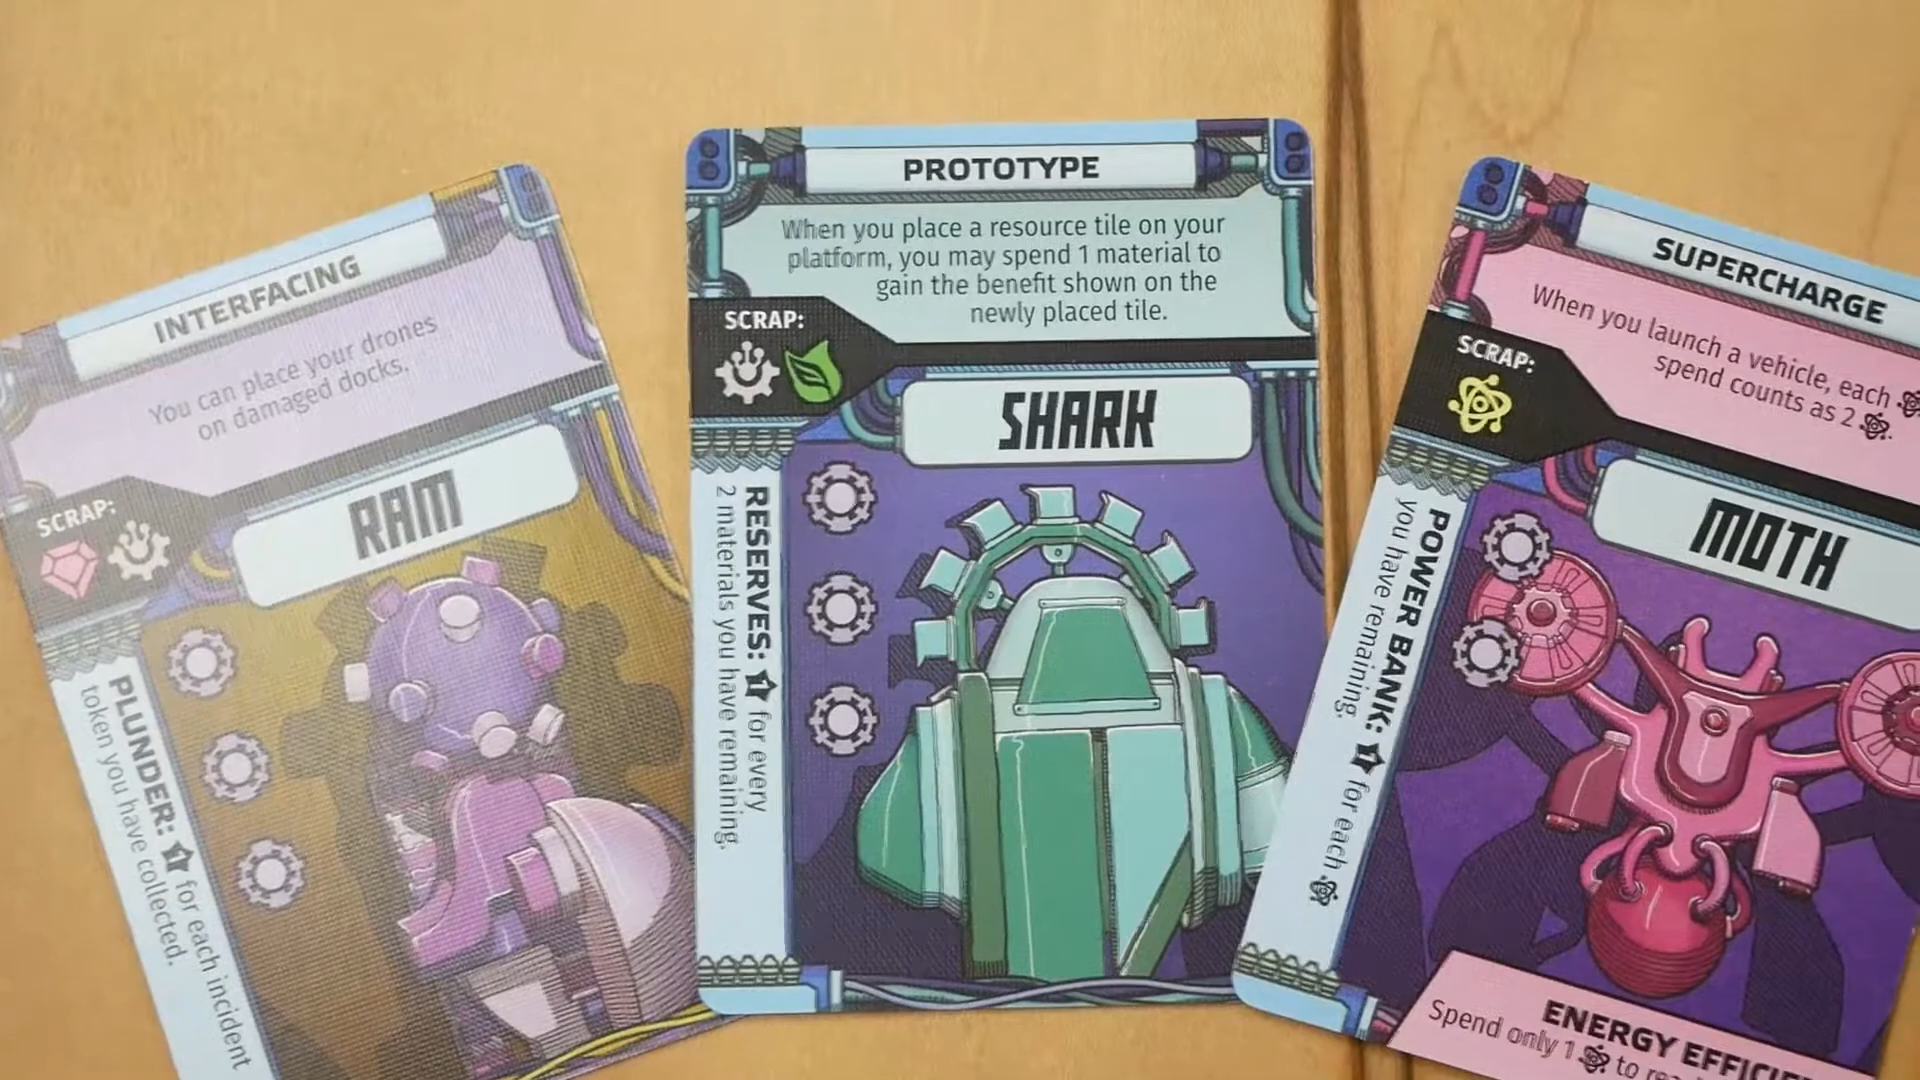 INTERFACING
You can place your drones
on damaged docks.
SCRAP:
RAM
PLUNDER: 1 for each incident
token you have collected.
PROTOTYPE
When you place a resource tile on your
platform, you may spend 1 material to
gain the benefit shown on the
newly placed tile.
SCRAP:
SHARK
RESERVES: 1 for every
2 materials you have remaining.
SUPERCHARGE
When you launch a vehicle, each
spend counts as 2
SCRAP:
MOTH
POWER BANK: 1 for each
you have remaining.
ENERGY
Spend only 1 to